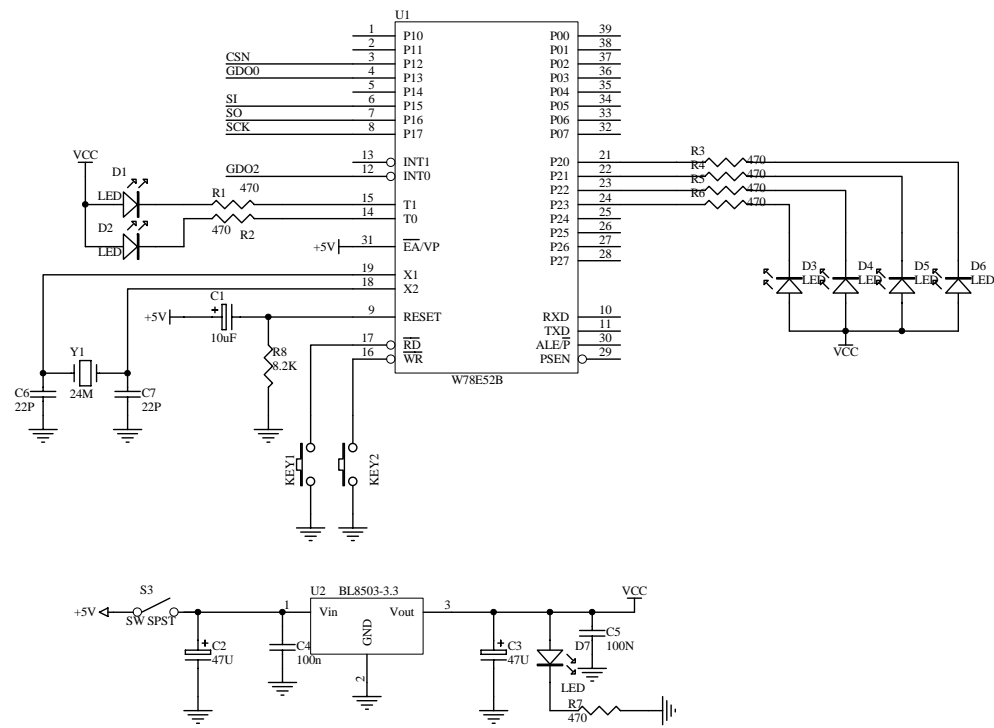 U1
1 P10 P00 39
2 P11 P01 38
CSN 3 P12 P02 37
GDO0 4 P13 P03 36
5 P14 P04 35
SI 6 P15 P05 34
SO 7 P16 P06 33
SCK 8 P17 P07 32
13 INT1 P20 21 R3 470
GDO2 12 INT0 P21 22 R4 470
P22 23 R5 470
VCC D1 LED R1 470 15 T1 P23 24 R6 470
D2 LED 470 R2 14 T0 P24 25
P25 26
+5V 31 EA/VP P26 27
P27 28
19 X1
18 X2
D3 LED D4 LED D5 LED D6 LED
VCC
C1
+5V 10uF 9 RESET RXD 10
TXD 11
17 RD ALE/P 30
16 WR PSEN 29
R8
8.2K
W78E52B
Y1
24M
C6
22P
C7
22P
KEY1
KEY2
S3
+5V SW SPST
U2 BL8503-3.3
1 Vin Vout 3
GND
2
VCC
C2
47U
C4
100n
C3
47U
D7
LED
C5
100N
R7
470